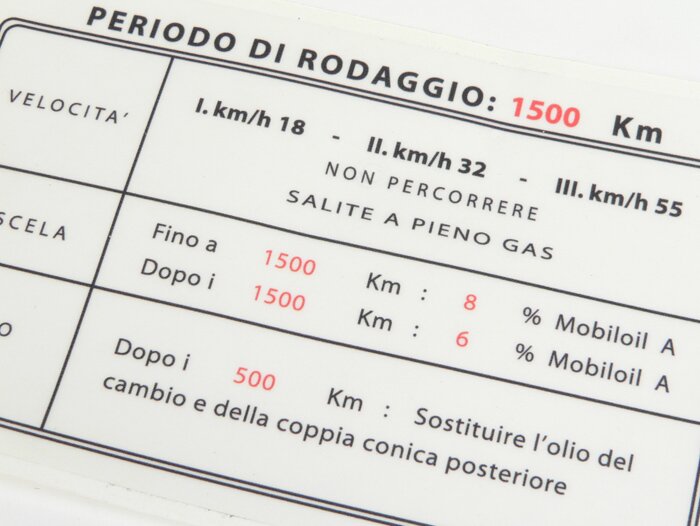 PERIODO DI RODAGGIO: 1500 Km
VELOCITA’
I. km/h 18 - II. km/h 32 - III. km/h 55
NON PERCORRERE
SALITE A PIENO GAS
Fino a 1500 Km : 8 % Mobiloil A
Dopo i 1500 Km : 6 % Mobiloil A
Dopo i 500 Km : Sostituire l’olio del
cambio e della coppia conica posteriore